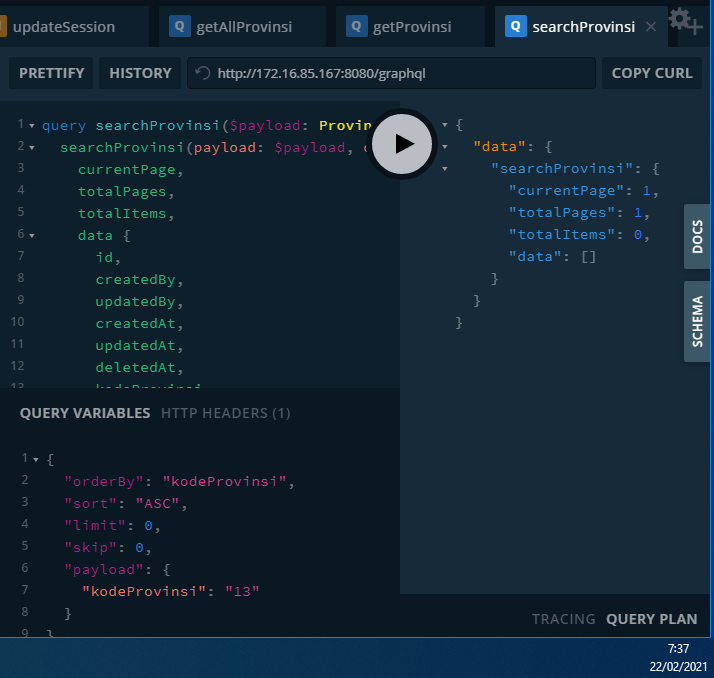 updateSession
Q getAllProvinsi
Q getProvinsi
Q searchProvinsi
PRETTIFY
HISTORY
http://172.16.85.167:8080/graphql
COPY CURL
1 query searchProvinsi($payload: Provin
2 searchProvinsi(payload: $payload,
3 currentPage,
4 totalPages,
5 totalItems,
6 data {
7 id,
8 createdBy,
9 updatedBy,
10 createdAt,
11 updatedAt,
12 deletedAt,
13 kodeProvinsi
{
"data": {
"searchProvinsi": {
"currentPage": 1,
"totalPages": 1,
"totalItems": 0,
"data": []
}
}
}
DOCS
SCHEMA
QUERY VARIABLES HTTP HEADERS (1)
1 {
2 "orderBy": "kodeProvinsi",
3 "sort": "ASC",
4 "limit": 0,
5 "skip": 0,
6 "payload": {
7 "kodeProvinsi": "13"
8 }
9 }
TRACING QUERY PLAN
7:37
22/02/2021